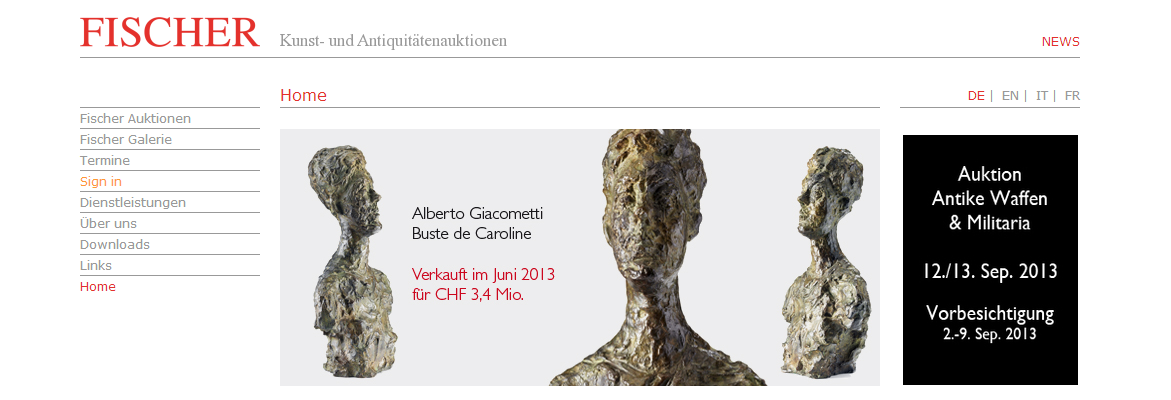 FISCHER
Kunst- und Antiquitätenauktionen
NEWS
Home
DE | EN | IT | FR
Fischer Auktionen
Fischer Galerie
Termine
Sign in
Dienstleistungen
Über uns
Downloads
Links
Home
Alberto Giacometti
Buste de Caroline
Verkauft im Juni 2013
für CHF 3,4 Mio.
Auktion
Antike Waffen
& Militaria
12./13. Sep. 2013
Vorbesichtigung
2.-9. Sep. 2013